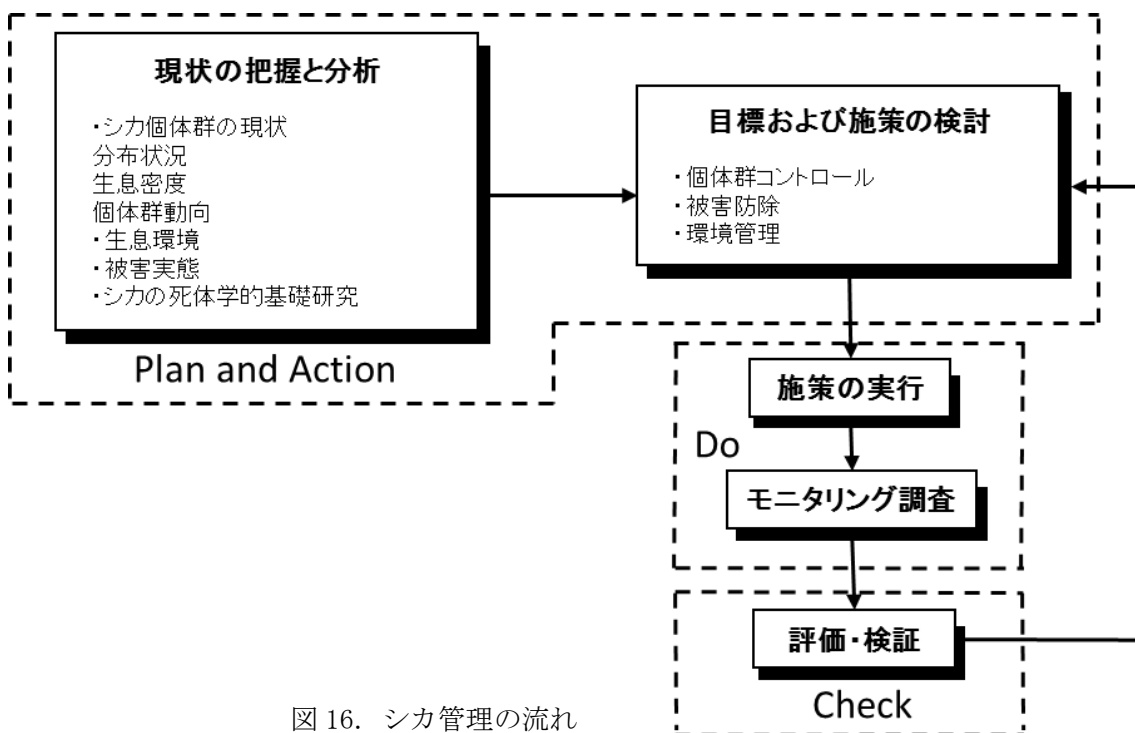 現状の把握と分析
・シカ個体群の現状
分布状況
生息密度
個体群動向
・生息環境
・被害実態
・シカの死体学的基礎研究
Plan and Action
目標および施策の検討
・個体群コントロール
・被害防除
・環境管理
施策の実行
Do
モニタリング調査
評価・検証
Check
図 16. シカ管理の流れ